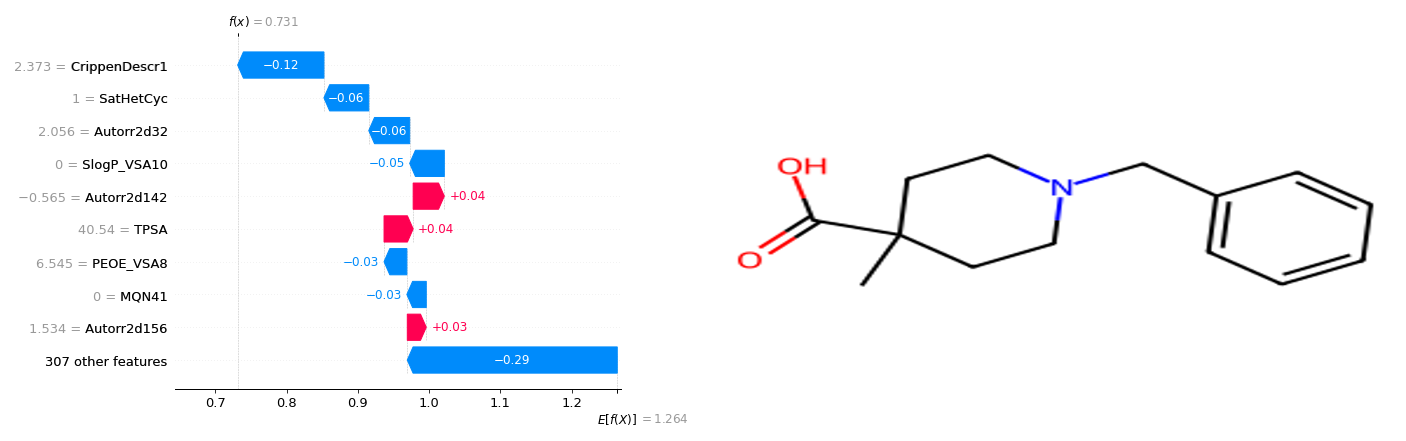 f(x) = 0.731
2.373 = CrippenDescr1
−0.12
1 = SatHetCyc
−0.06
2.056 = Autorr2d32
−0.06
0 = SlogP_VSA10
−0.05
−0.565 = Autorr2d142
+0.04
40.54 = TPSA
+0.04
6.545 = PEOE_VSA8
−0.03
0 = MQN41
−0.03
1.534 = Autorr2d156
+0.03
307 other features
−0.29
0.7 0.8 0.9 1.0 1.1 1.2
E[f(X)] = 1.264
OH
O
N